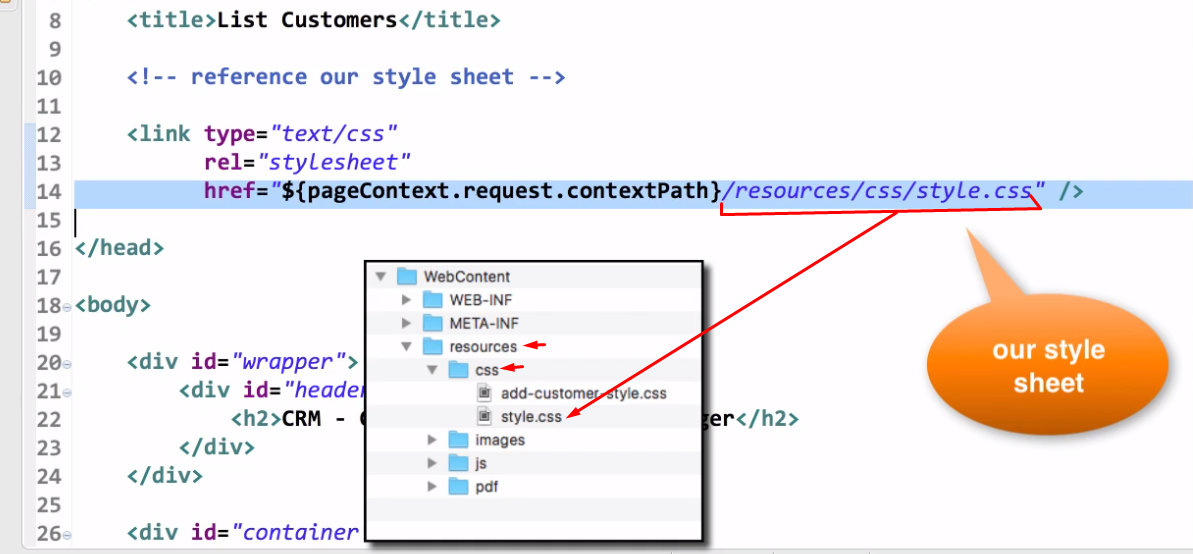 8 <title>List Customers</title>
9
10 <!-- reference our style sheet -->
11
12 <link type="text/css"
13 rel="stylesheet"
14 href="${pageContext.request.contextPath}/resources/css/style.css" />
15
16 </head>
17
18 <body>
19
20 <div id="wrapper">
21 <div id="header
22 <h2>CRM - ger</h2>
23 </div>
24 </div>
25
26 <div id="container
WebContent
WEB-INF
META-INF
resources
css
add-customer-style.css
style.css
images
js
pdf
our style
sheet